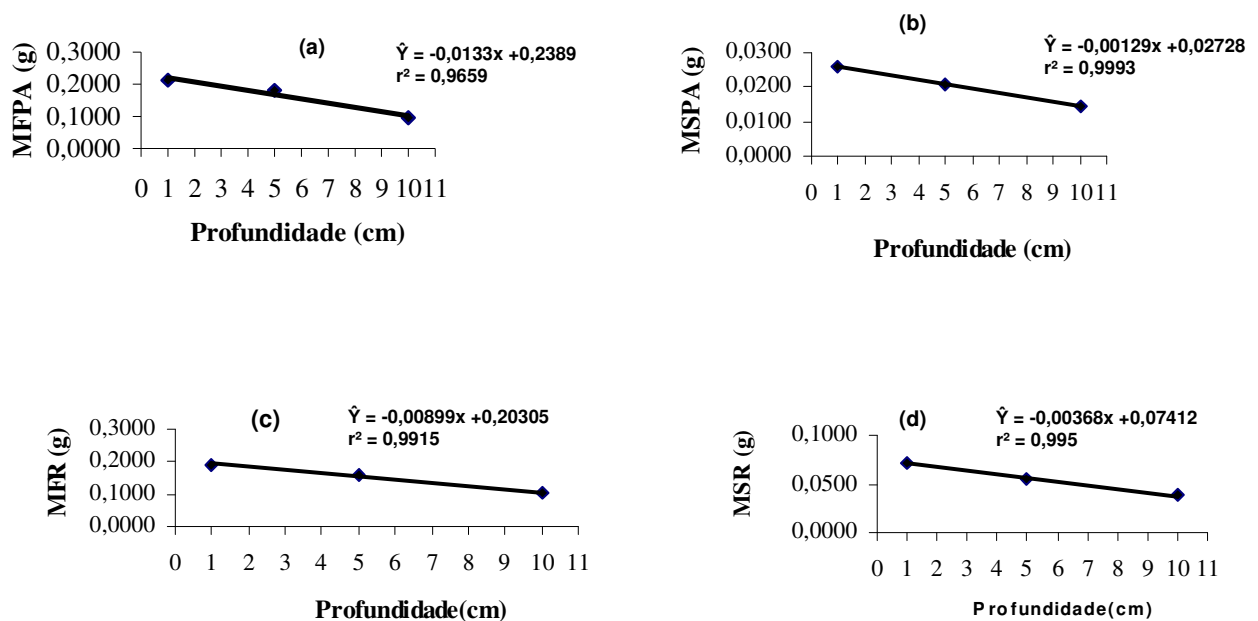 (a)
Ŷ = -0,0133x +0,2389
r² = 0,9659
MFPA (g)
0,3000
0,2000
0,1000
0,0000
0 1 2 3 4 5 6 7 8 9 10 11
Profundidade (cm)
(b)
Ŷ = -0,00129x + 0,02728
r² = 0,9993
MSPA (g)
0,0300
0,0200
0,0100
0,0000
0 1 2 3 4 5 6 7 8 9 10 11
Profundidade (cm)
(c)
Ŷ = -0,00899x +0,20305
r² = 0,9915
MFR (g)
0,3000
0,2000
0,1000
0,0000
0 1 2 3 4 5 6 7 8 9 10 11
Profundidade(cm)
(d)
Ŷ = -0,00368x +0,07412
r² = 0,995
MSR (g)
0,1000
0,0500
0,0000
0 1 2 3 4 5 6 7 8 9 10 11
Profundidade(cm)